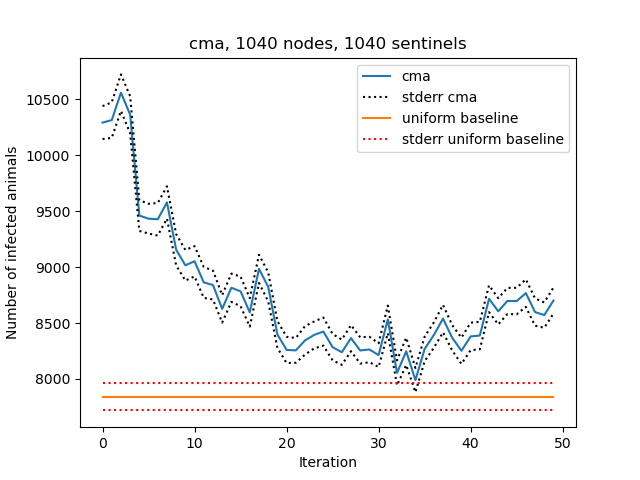 cma, 1040 nodes, 1040 sentinels
cma
stderr cma
uniform baseline
stderr uniform baseline
Number of infected animals
10500
10000
9500
9000
8500
8000
0 10 20 30 40 50
Iteration